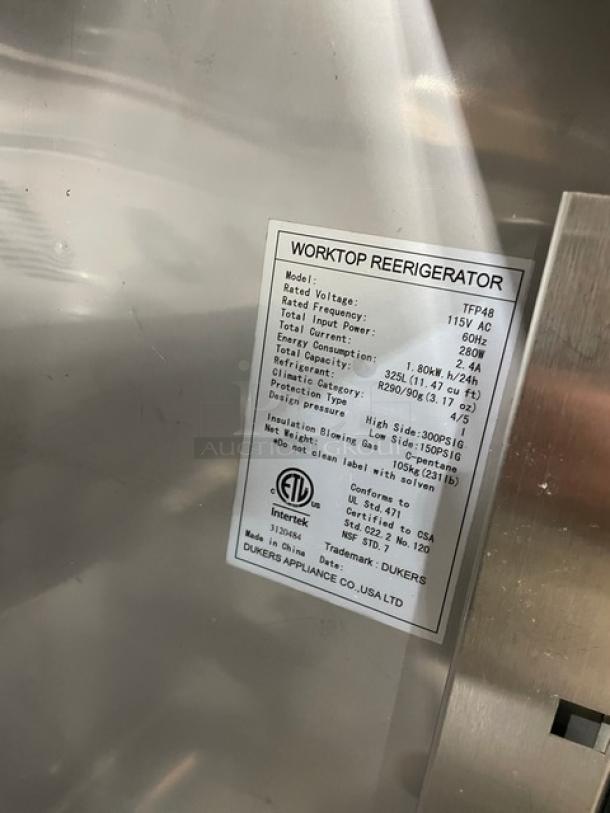 WORKTOP REERIGERATOR
Model: TFP48
Rated Voltage: 115V AC
Rated Frequency: 60Hz
Total Input Power: 280W
Total Current: 2.4A
Energy Consumption: 1.80kW.h/24h
Total Capacity: 325L(11.47 cu ft)
Refrigerant: R290/90g(3.17 oz)
Climatic Category: 4/5
Protection Type I
Design pressure High Side:300PSIG
Low Side:150PSIG
Insulation Blowing Gas C-pentane
Net Weight 105kg(231lb)
*Do not clean label with solven
C ETL US
Intertek
3120484
Conforms to
UL Std.471
Certified to CSA
Std.C22.2 No.120
NSF STD.7
Made in China Trademark:DUKERS
Date:
DUKERS APPLIANCE CO.,USA LTD
AUCTION GROUP